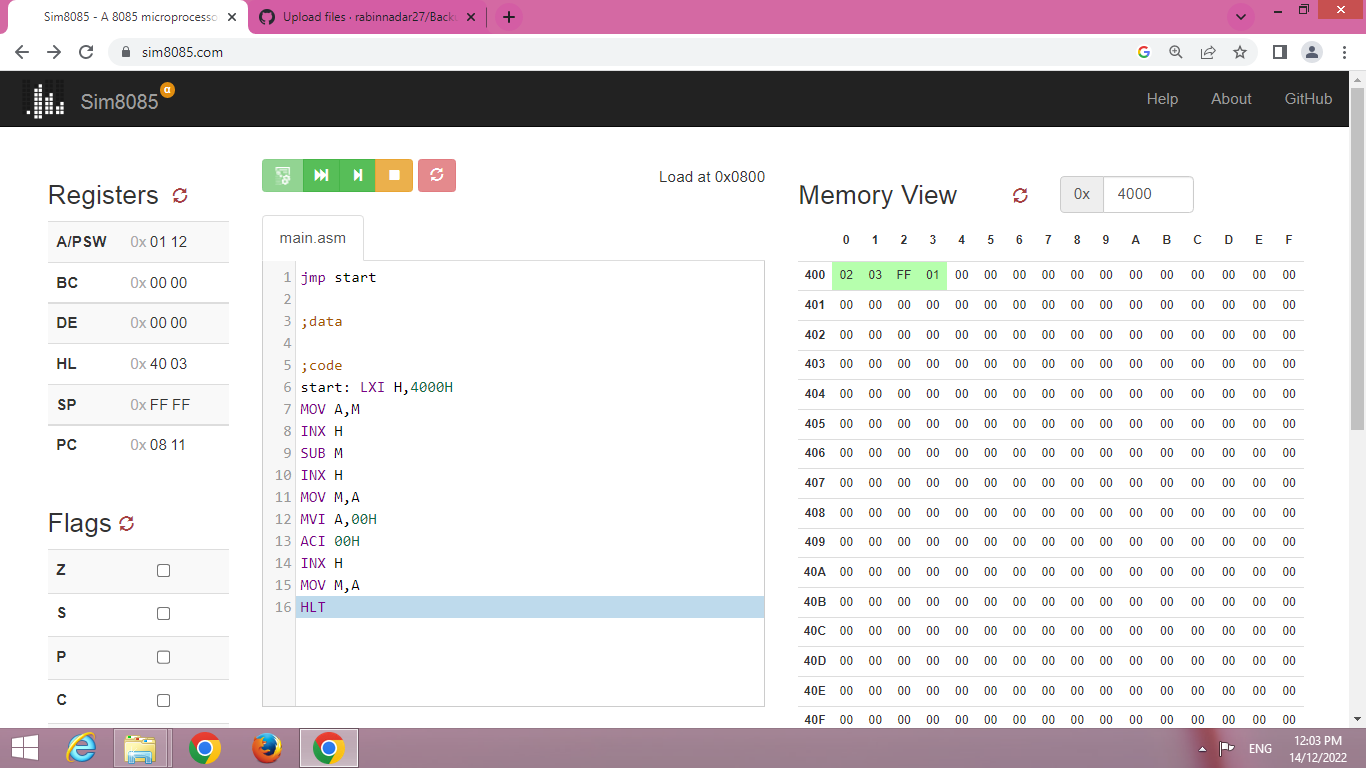 Sim8085 - A 8085 microprocesso
Upload files · rabinnadar27/Back
sim8085.com
Sim8085 α
Help About GitHub
Load at 0x0800
Registers
A/PSW 0x 01 12
BC 0x 00 00
DE 0x 00 00
HL 0x 40 03
SP 0x FF FF
PC 0x 08 11
Flags
Z
S
P
C
main.asm
1 jmp start
2
3 ;data
4
5 ;code
6 start: LXI H,4000H
7 MOV A,M
8 INX H
9 SUB M
10 INX H
11 MOV M,A
12 MVI A,00H
13 ACI 00H
14 INX H
15 MOV M,A
16 HLT
Memory View 0x 4000
0 1 2 3 4 5 6 7 8 9 A B C D E F
400 02 03 FF 01 00 00 00 00 00 00 00 00 00 00 00 00
401 00 00 00 00 00 00 00 00 00 00 00 00 00 00 00 00
402 00 00 00 00 00 00 00 00 00 00 00 00 00 00 00 00
403 00 00 00 00 00 00 00 00 00 00 00 00 00 00 00 00
404 00 00 00 00 00 00 00 00 00 00 00 00 00 00 00 00
405 00 00 00 00 00 00 00 00 00 00 00 00 00 00 00 00
406 00 00 00 00 00 00 00 00 00 00 00 00 00 00 00 00
407 00 00 00 00 00 00 00 00 00 00 00 00 00 00 00 00
408 00 00 00 00 00 00 00 00 00 00 00 00 00 00 00 00
409 00 00 00 00 00 00 00 00 00 00 00 00 00 00 00 00
40A 00 00 00 00 00 00 00 00 00 00 00 00 00 00 00 00
40B 00 00 00 00 00 00 00 00 00 00 00 00 00 00 00 00
40C 00 00 00 00 00 00 00 00 00 00 00 00 00 00 00 00
40D 00 00 00 00 00 00 00 00 00 00 00 00 00 00 00 00
40E 00 00 00 00 00 00 00 00 00 00 00 00 00 00 00 00
40F 00 00 00 00 00 00 00 00 00 00 00 00 00 00 00 00
ENG
12:03 PM
14/12/2022